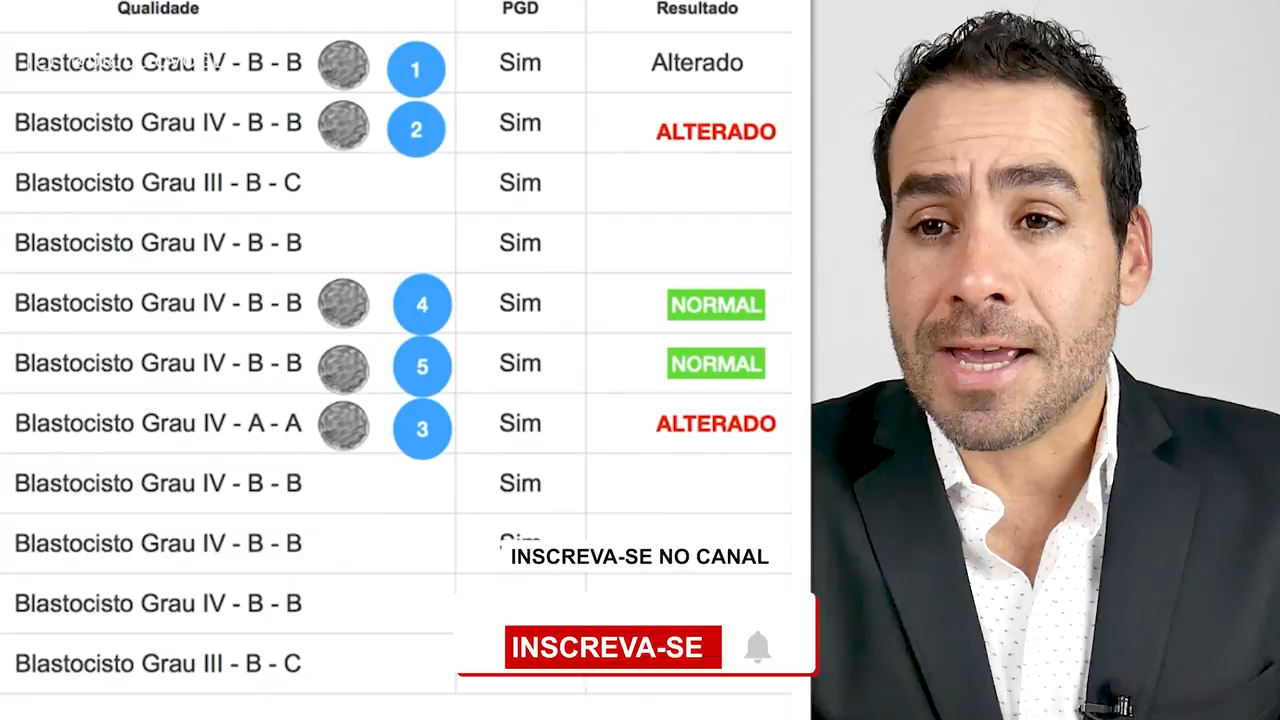 Qualidade PGD Resultado
Blastocisto Grau IV - B - B 1 Sim Alterado
Blastocisto Grau IV - B - B 2 Sim ALTERADO
Blastocisto Grau III - B - C Sim
Blastocisto Grau IV - B - B Sim
Blastocisto Grau IV - B - B 4 Sim NORMAL
Blastocisto Grau IV - B - B 5 Sim NORMAL
Blastocisto Grau IV - A - A 3 Sim ALTERADO
Blastocisto Grau IV - B - B Sim
Blastocisto Grau IV - B - B
INSCREVA-SE NO CANAL
Blastocisto Grau IV - B - B
INSCREVA-SE
Blastocisto Grau III - B - C